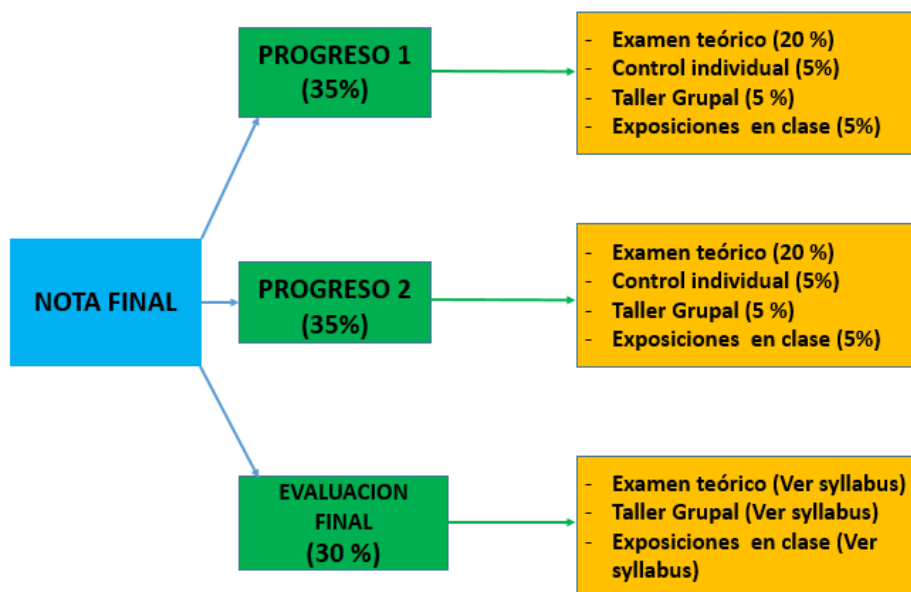 PROGRESO 1
(35%)
- Examen teórico (20 %)
- Control individual (5%)
- Taller Grupal (5 %)
- Exposiciones en clase (5%)
NOTA FINAL
PROGRESO 2
(35%)
- Examen teórico (20 %)
- Control individual (5%)
- Taller Grupal (5 %)
- Exposiciones en clase (5%)
EVALUACION
FINAL
(30 %)
- Examen teórico (Ver syllabus)
- Taller Grupal (Ver syllabus)
- Exposiciones en clase (Ver
syllabus)